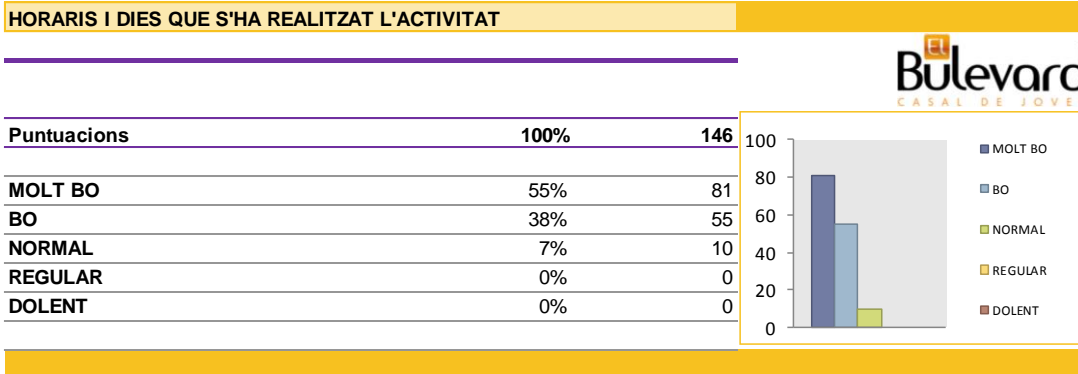 HORARIS I DIES QUE S'HA REALITZAT L'ACTIVITAT
EL
Bulevard
CASAL DE JOVE
Puntuacions 100% 146
MOLT BO 55% 81
BO 38% 55
NORMAL 7% 10
REGULAR 0% 0
DOLENT 0% 0
100
80
60
40
20
0
MOLT BO
BO
NORMAL
REGULAR
DOLENT